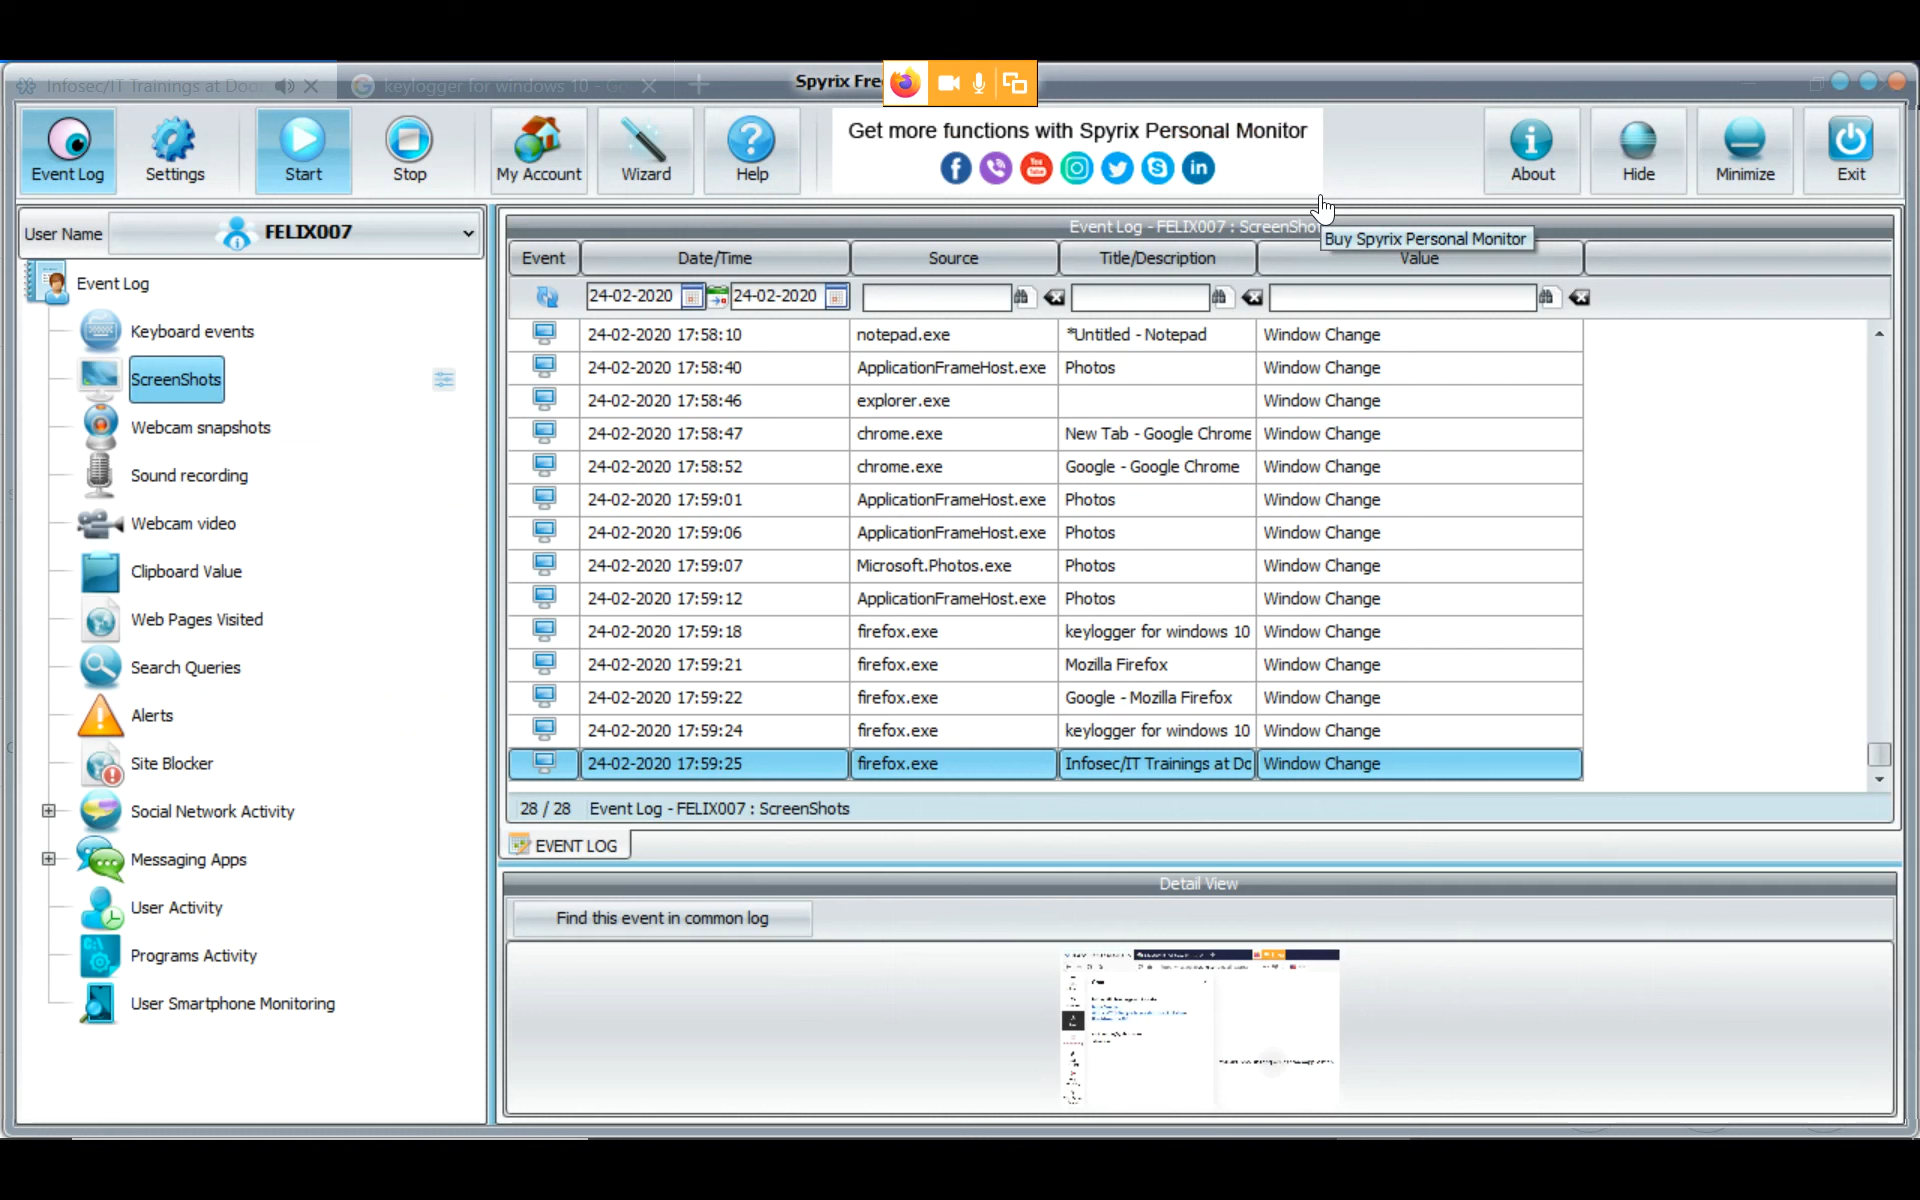 Infosec/IT Trainings at Doa
keylogger for windows 10 - G
Spyrix Fre
Event Log
Settings
Start
Stop
My Account
Wizard
Help
Get more functions with Spyrix Personal Monitor
About
Hide
Minimize
Exit
User Name
FELIX007
Event Log
Keyboard events
ScreenShots
Webcam snapshots
Sound recording
Webcam video
Clipboard Value
Web Pages Visited
Search Queries
Alerts
Site Blocker
Social Network Activity
Messaging Apps
User Activity
Programs Activity
User Smartphone Monitoring
Event Log - FELIX007 : ScreenSho
Buy Spyrix Personal Monitor
Event Date/Time Source Title/Description Value
24-02-2020 24-02-2020
24-02-2020 17:58:10 notepad.exe *Untitled - Notepad Window Change
24-02-2020 17:58:40 ApplicationFrameHost.exe Photos Window Change
24-02-2020 17:58:46 explorer.exe Window Change
24-02-2020 17:58:47 chrome.exe New Tab - Google Chrome Window Change
24-02-2020 17:58:52 chrome.exe Google - Google Chrome Window Change
24-02-2020 17:59:01 ApplicationFrameHost.exe Photos Window Change
24-02-2020 17:59:06 ApplicationFrameHost.exe Photos Window Change
24-02-2020 17:59:07 Microsoft.Photos.exe Photos Window Change
24-02-2020 17:59:12 ApplicationFrameHost.exe Photos Window Change
24-02-2020 17:59:18 firefox.exe keylogger for windows 10 Window Change
24-02-2020 17:59:21 firefox.exe Mozilla Firefox Window Change
24-02-2020 17:59:22 firefox.exe Google - Mozilla Firefox Window Change
24-02-2020 17:59:24 firefox.exe keylogger for windows 10 Window Change
24-02-2020 17:59:25 firefox.exe Infosec/IT Trainings at Do Window Change
28 / 28 Event Log - FELIX007 : ScreenShots
EVENT LOG
Detail View
Find this event in common log